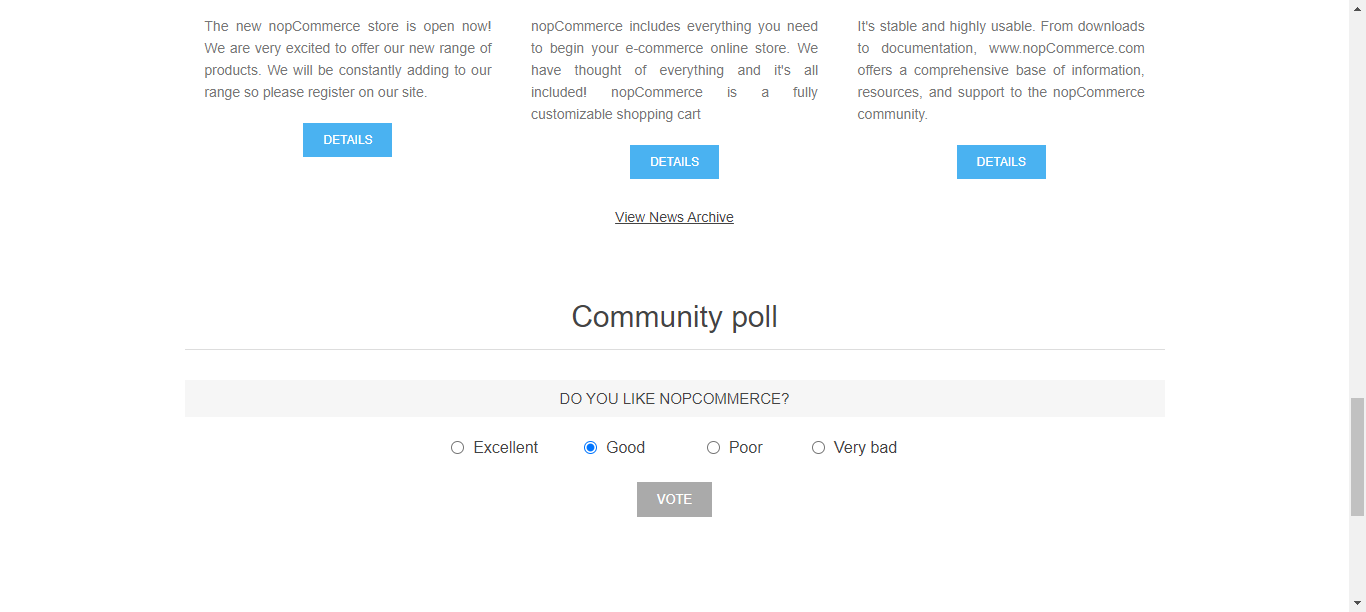 The new nopCommerce store is open now!
We are very excited to offer our new range of
products. We will be constantly adding to our
range so please register on our site.
DETAILS
nopCommerce includes everything you need
to begin your e-commerce online store. We
have thought of everything and it's all
included! nopCommerce is a fully
customizable shopping cart
DETAILS
It's stable and highly usable. From downloads
to documentation, www.nopCommerce.com
offers a comprehensive base of information,
resources, and support to the nopCommerce
community.
DETAILS
View News Archive
Community poll
DO YOU LIKE NOPCOMMERCE?
Excellent Good Poor Very bad
VOTE